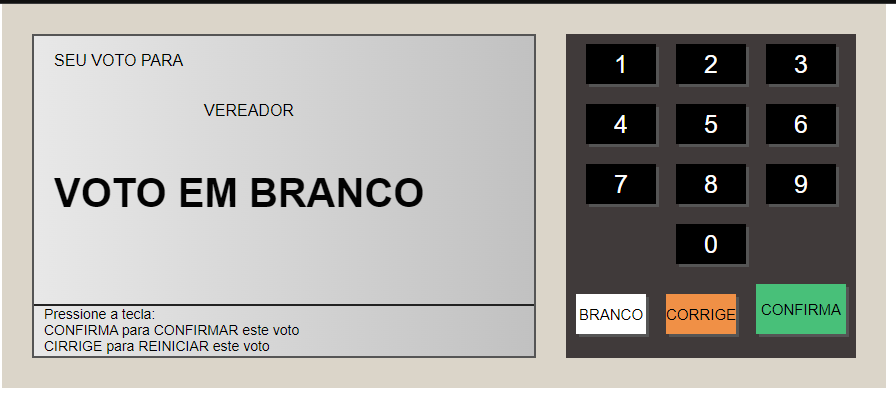 SEU VOTO PARA
VEREADOR
VOTO EM BRANCO
Pressione a tecla:
CONFIRMA para CONFIRMAR este voto
CIRRIGE para REINICIAR este voto
1 2 3
4 5 6
7 8 9
0
BRANCO CORRIGE CONFIRMA